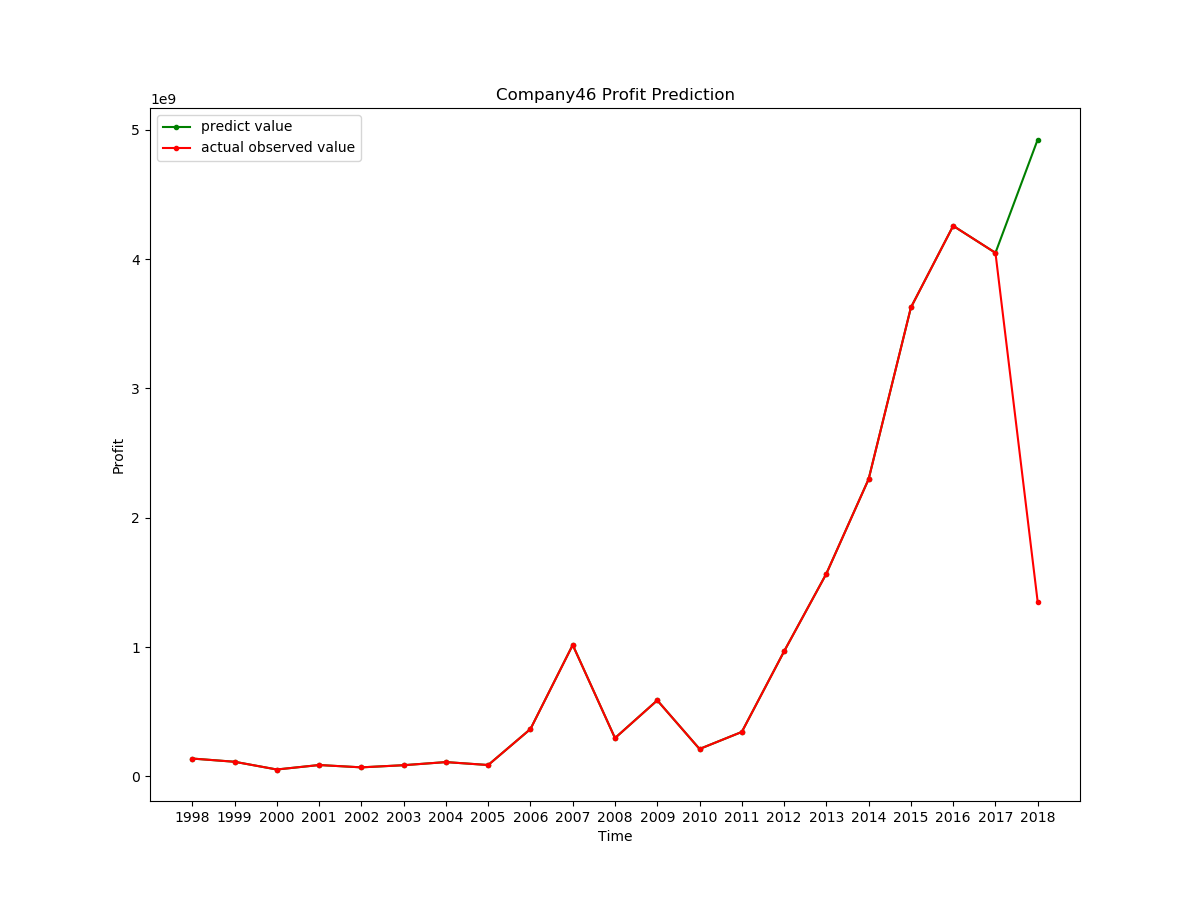 Company46 Profit Prediction
1e9
predict value
actual observed value
5
4
3
2
1
0
Profit
1998 1999 2000 2001 2002 2003 2004 2005 2006 2007 2008 2009 2010 2011 2012 2013 2014 2015 2016 2017 2018
Time